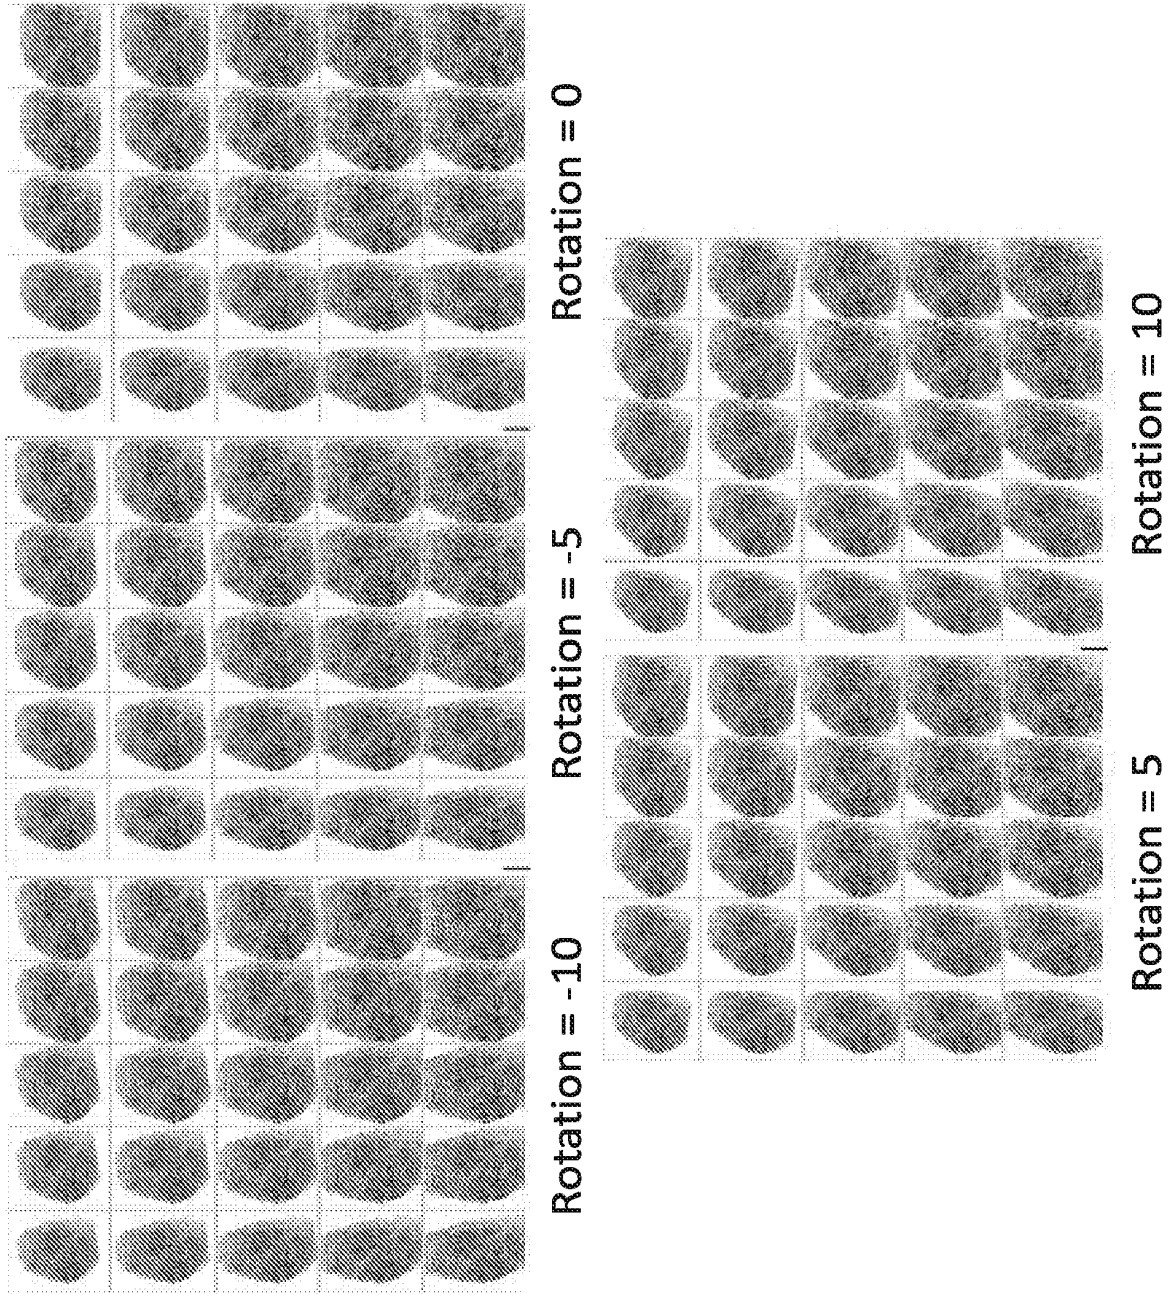 Rotation = -10
Rotation = -5
Rotation = 0
Rotation = 5
Rotation = 10